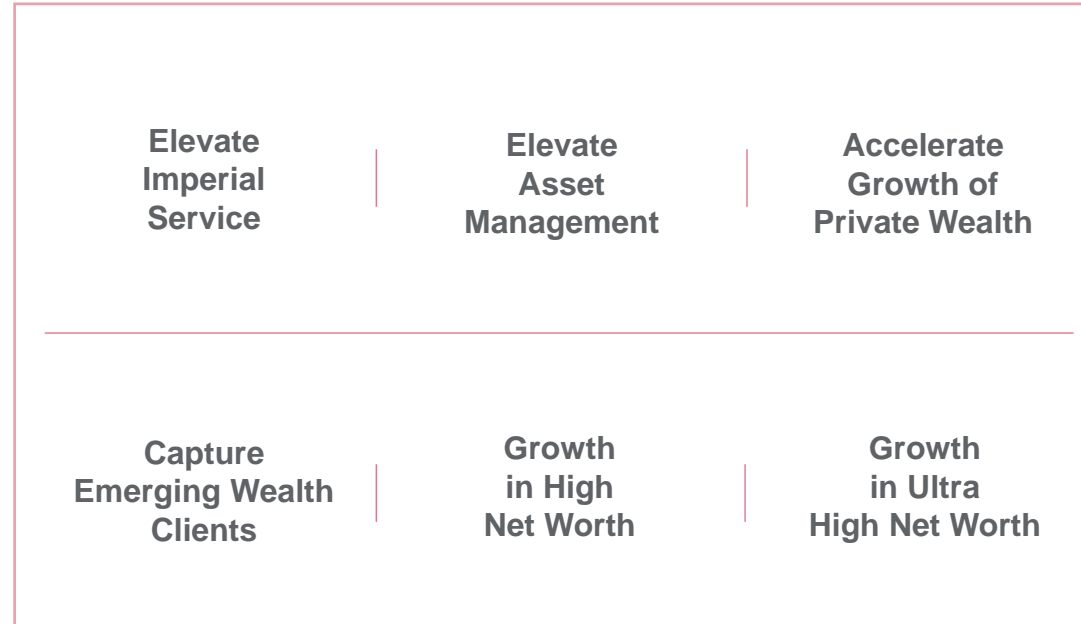 Elevate
Imperial
Service
Elevate
Asset
Management
Accelerate
Growth of
Private Wealth
Capture
Emerging Wealth
Clients
Growth
in High
Net Worth
Growth
in Ultra
High Net Worth